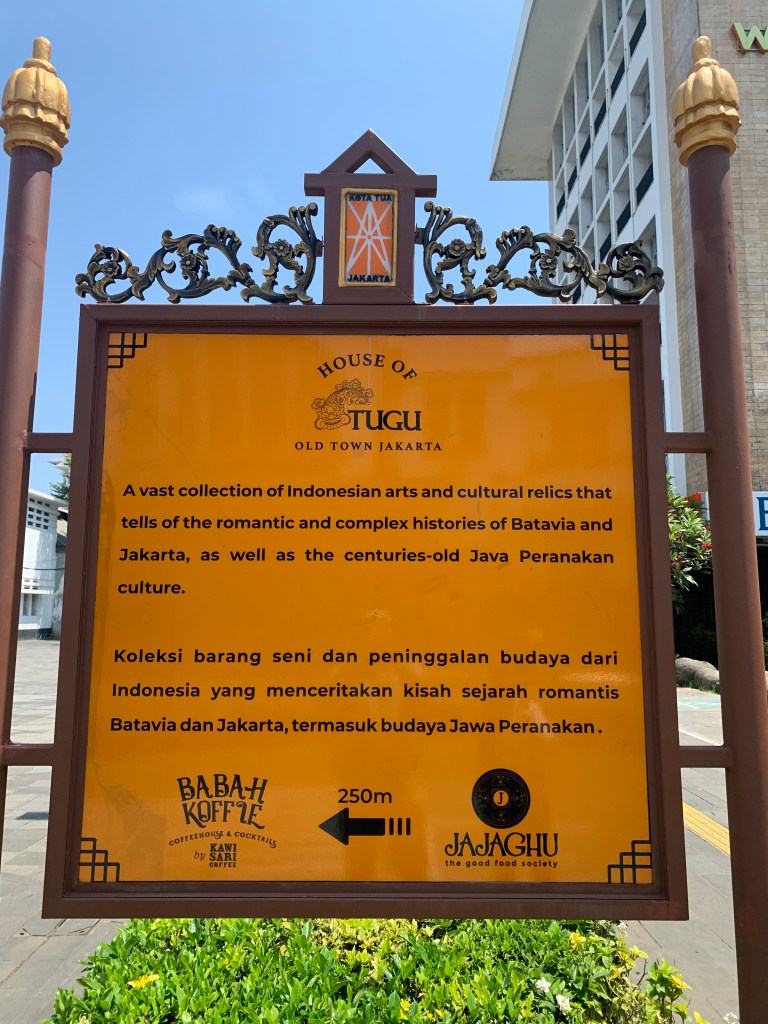 W
KOTA TUA
JAKARTA
HOUSE OF
TUGU
OLD TOWN JAKARTA
A vast collection of Indonesian arts and cultural relics that
tells of the romantic and complex histories of Batavia and
Jakarta, as well as the centuries-old Java Peranakan
culture.
Koleksi barang seni dan peninggalan budaya dari
Indonesia yang menceritakan kisah sejarah romantis
Batavia dan Jakarta, termasuk budaya Jawa Peranakan .
BABAH
KOFFIE
COFFEEHOUSE & COCKTAILS
by KAWI
SARI
COFFEE
250m
J
JAJAGHU
the good food society